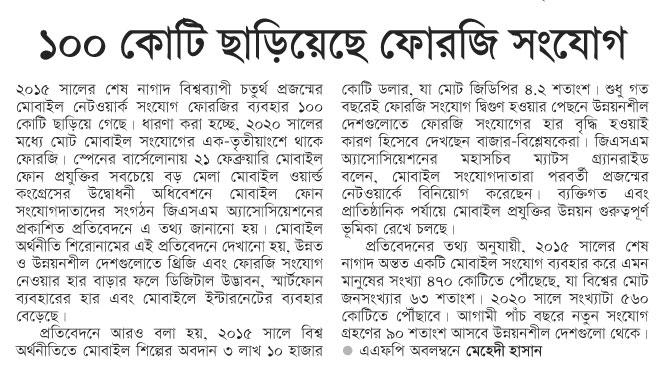 ১০০ কোটি ছাড়িয়েছে ফোরজি সংযোগ
২০১৫ সালের শেষ নাগাদ বিশ্বব্যাপী চতুর্থ প্রজন্মের
মোবাইল নেটওয়ার্ক সংযোগ ফোরজির ব্যবহার ১০০
কোটি ছাড়িয়ে গেছে। ধারণা করা হচ্ছে, ২০২০ সালের
মধ্যে মোট মোবাইল সংযোগের এক-তৃতীয়াংশে থাকে
ফোরজি। স্পেনের বার্সেলোনায় ২১ ফেব্রুয়ারি মোবাইল
ফোন প্রযুক্তির সবচেয়ে বড় মেলা মোবাইল ওয়ার্ল্ড
কংগ্রেসের উদ্বোধনী অধিবেশনে মোবাইল ফোন
সংযোগদাতাদের সংগঠন জিএসএম অ্যাসোসিয়েশনের
প্রকাশিত প্রতিবেদনে এ তথ্য জানানো হয়। মোবাইল
অর্থনীতি শিরোনামের এই প্রতিবেদনে দেখানো হয়, উন্নত
ও উন্নয়নশীল দেশগুলোতে থ্রিজি এবং ফোরজি সংযোগ
নেওয়ার হার বাড়ার ফলে ডিজিটাল উদ্ভাবন, স্মার্টফোন
ব্যবহারের হার এবং মোবাইলে ইন্টারনেটের ব্যবহার
বেড়েছে।
প্রতিবেদনে আরও বলা হয়, ২০১৫ সালে বিশ্ব
অর্থনীতিতে মোবাইল শিল্পের অবদান ৩ লাখ ১০ হাজার
কোটি ডলার, যা মোট জিডিপির ৪.২ শতাংশ। শুধু গত
বছরেই ফোরজি সংযোগ দ্বিগুণ হওয়ার পেছনে উন্নয়নশীল
দেশগুলোতে ফোরজি সংযোগের হার বৃদ্ধি হওয়াই
কারণ হিসেবে দেখছেন বাজার-বিশ্লেষকেরা। জিএসএম
অ্যাসোসিয়েশনের মহাসচিব ম্যাটস গ্র্যানরাইড
বলেন, মোবাইল সংযোগদাতারা পরবর্তী প্রজন্মের
নেটওয়ার্কে বিনিয়োগ করেছেন। ব্যক্তিগত এবং
প্রাতিষ্ঠানিক পর্যায়ে মোবাইল প্রযুক্তির উন্নয়ন গুরুত্বপূর্ণ
ভূমিকা রেখে চলছে।
প্রতিবেদনের তথ্য অনুযায়ী, ২০১৫ সালের শেষ
নাগাদ অন্তত একটি মোবাইল সংযোগ ব্যবহার করে এমন
মানুষের সংখ্যা ৪৭০ কোটিতে পৌঁছেছে, যা বিশ্বের মোট
জনসংখ্যার ৬৩ শতাংশ। ২০২০ সালে সংখ্যাটা ৫৬০
কোটিতে পৌঁছাবে। আগামী পাঁচ বছরে নতুন সংযোগ
গ্রহণের ৯০ শতাংশ আসবে উন্নয়নশীল দেশগুলো থেকে।
● এএফপি অবলম্বনে মেহেদী হাসান